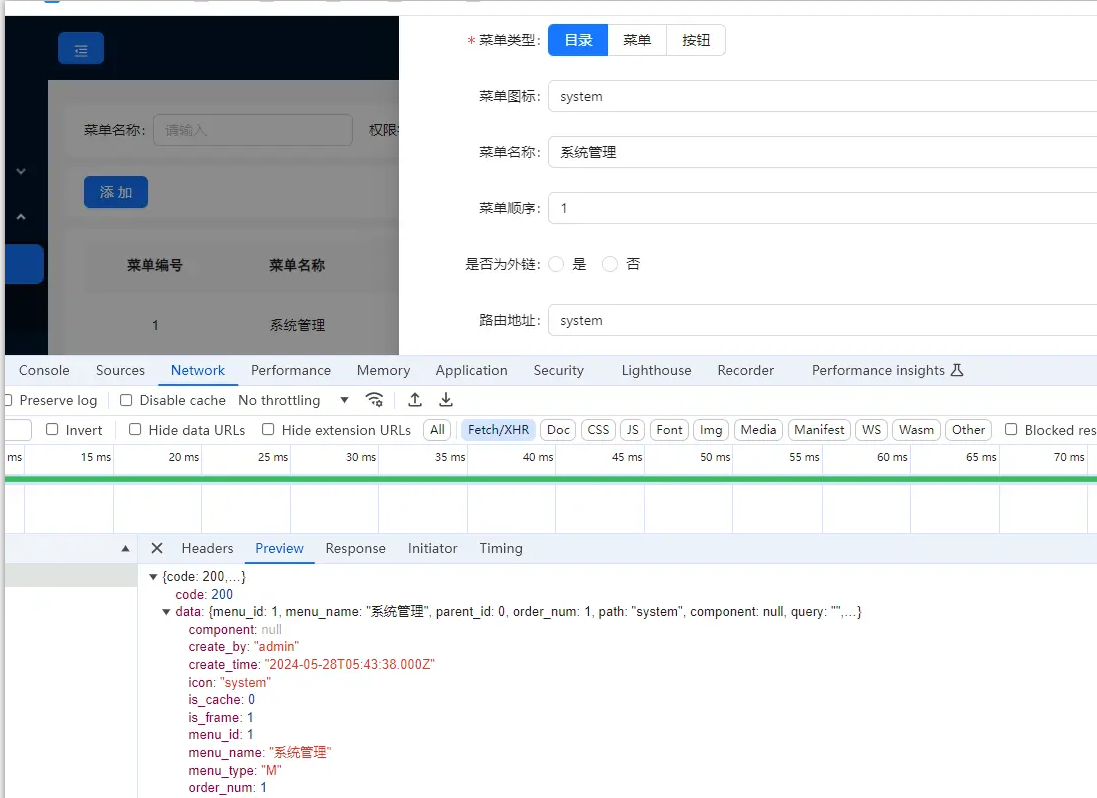 * 菜单类型: 目录 菜单 按钮
菜单图标: system
菜单名称: 请输入 权限
菜单名称: 系统管理
添 加
菜单顺序: 1
菜单编号 菜单名称
是否为外链: 是 否
1 系统管理
路由地址: system
Console Sources Network Performance Memory Application Security Lighthouse Recorder Performance insights
Preserve log Disable cache No throttling
Invert Hide data URLs Hide extension URLs All Fetch/XHR Doc CSS JS Font Img Media Manifest WS Wasm Other Blocked res
ms 15 ms 20 ms 25 ms 30 ms 35 ms 40 ms 45 ms 50 ms 55 ms 60 ms 65 ms 70 ms
Headers Preview Response Initiator Timing
{code: 200,…}
code: 200
data: {menu_id: 1, menu_name: "系统管理", parent_id: 0, order_num: 1, path: "system", component: null, query: "",…}
component: null
create_by: "admin"
create_time: "2024-05-28T05:43:38.000Z"
icon: "system"
is_cache: 0
is_frame: 1
menu_id: 1
menu_name: "系统管理"
menu_type: "M"
order_num: 1